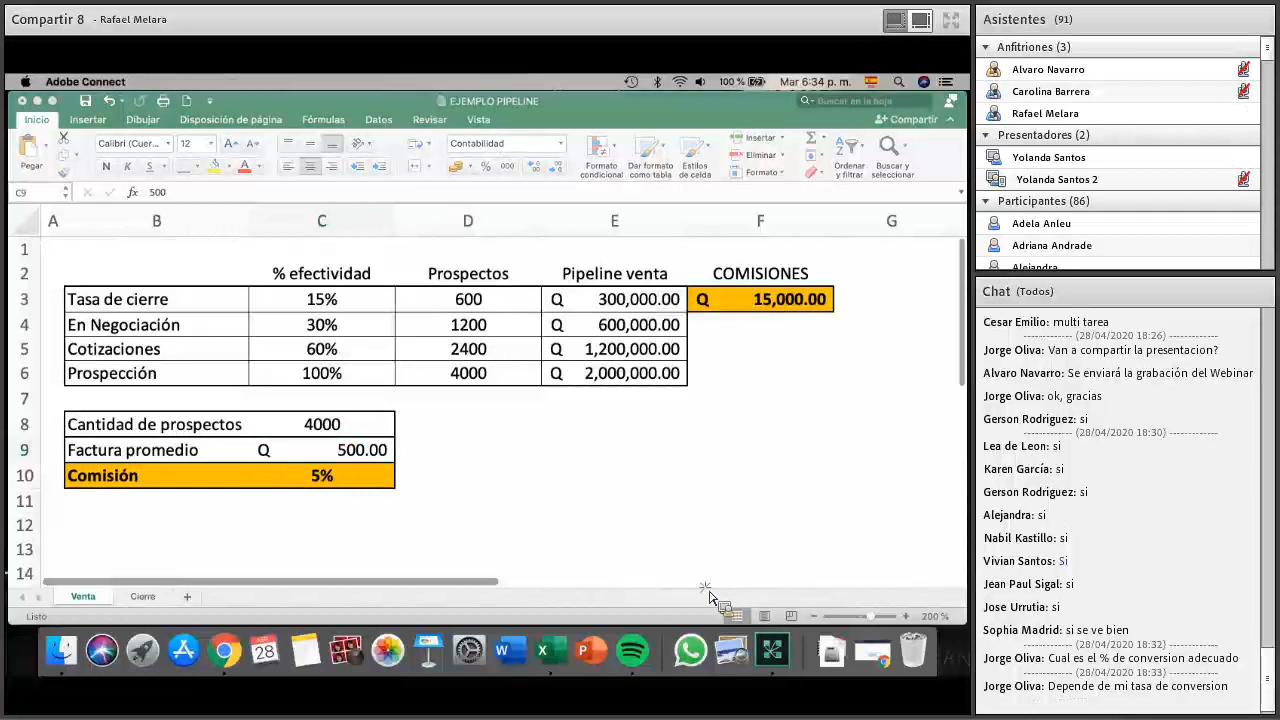 Compartir 8 - Rafael Melara
Adobe Connect
100 %
Mar 6:34 p. m.
EJEMPLO PIPELINE
Buscar en la hoja
Inicio Insertar Dibujar Disposición de página Fórmulas Datos Revisar Vista
Compartir
Pegar
Calibri (Cuer... 12
N K S
Contabilidad
% 000
Formato condicional
Dar formato como tabla
Estilos de celda
Insertar
Eliminar
Formato
Ordenar y filtrar
Buscar y seleccionar
C9 fx 500
A B C D E F G
1
2 % efectividad Prospectos Pipeline venta COMISIONES
3 Tasa de cierre 15% 600 Q 300,000.00 Q 15,000.00
4 En Negociación 30% 1200 Q 600,000.00
5 Cotizaciones 60% 2400 Q 1,200,000.00
6 Prospección 100% 4000 Q 2,000,000.00
7
8 Cantidad de prospectos 4000
9 Factura promedio Q 500.00
10 Comisión 5%
11
12
13
14
Venta Cierre +
Listo
200 %
28
Asistentes (91)
Anfitriones (3)
Alvaro Navarro
Carolina Barrera
Rafael Melara
Presentadores (2)
Yolanda Santos
Yolanda Santos 2
Participantes (86)
Adela Anleu
Adriana Andrade
Alejandra
Chat (Todos)
Cesar Emilio: multi tarea
------------- (28/04/2020 18:26) -------------
Jorge Oliva: Van a compartir la presentacion?
Alvaro Navarro: Se enviará la grabación del Webinar
Jorge Oliva: ok, gracias
Gerson Rodriguez: si
------------- (28/04/2020 18:30) -------------
Lea de Leon: si
Karen García: si
Gerson Rodriguez: si
Alejandra: si
Nabil Kastillo: si
Vivian Santos: Si
Jean Paul Sigal: si
Jose Urrutia: si
Sophia Madrid: si se ve bien
------------- (28/04/2020 18:32) -------------
Jorge Oliva: Cual es el % de conversion adecuado
------------- (28/04/2020 18:33) -------------
Jorge Oliva: Depende de mi tasa de conversion